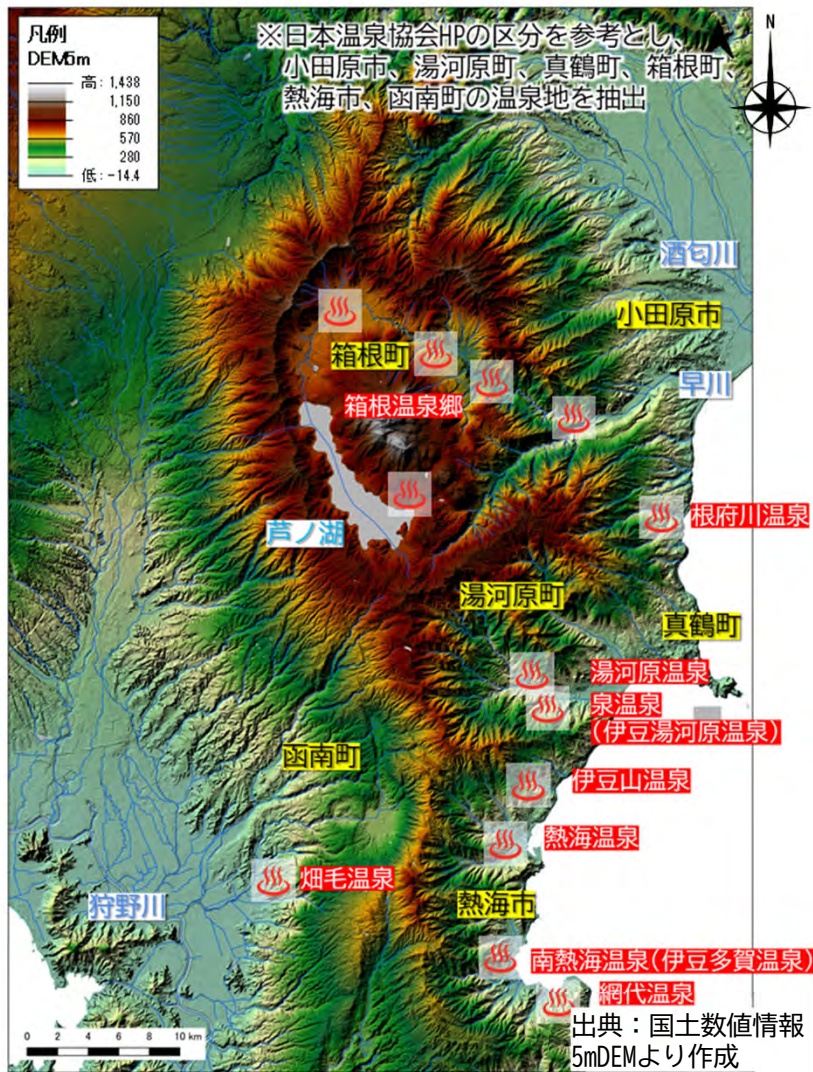 凡例
DEM5m
高: 1,438
1,150
860
570
280
低: -14.4
※日本温泉協会HPの区分を参考とし、
小田原市、湯河原町、真鶴町、箱根町、
熱海市、函南町の温泉地を抽出
N
酒匂川
小田原市
箱根町
早川
箱根温泉郷
根府川温泉
芦ノ湖
湯河原町
真鶴町
湯河原温泉
泉温泉
(伊豆湯河原温泉)
函南町
伊豆山温泉
熱海温泉
畑毛温泉
狩野川
熱海市
南熱海温泉(伊豆多賀温泉)
網代温泉
出典：国土数値情報
5mDEMより作成
0 2 4 6 8 10 km